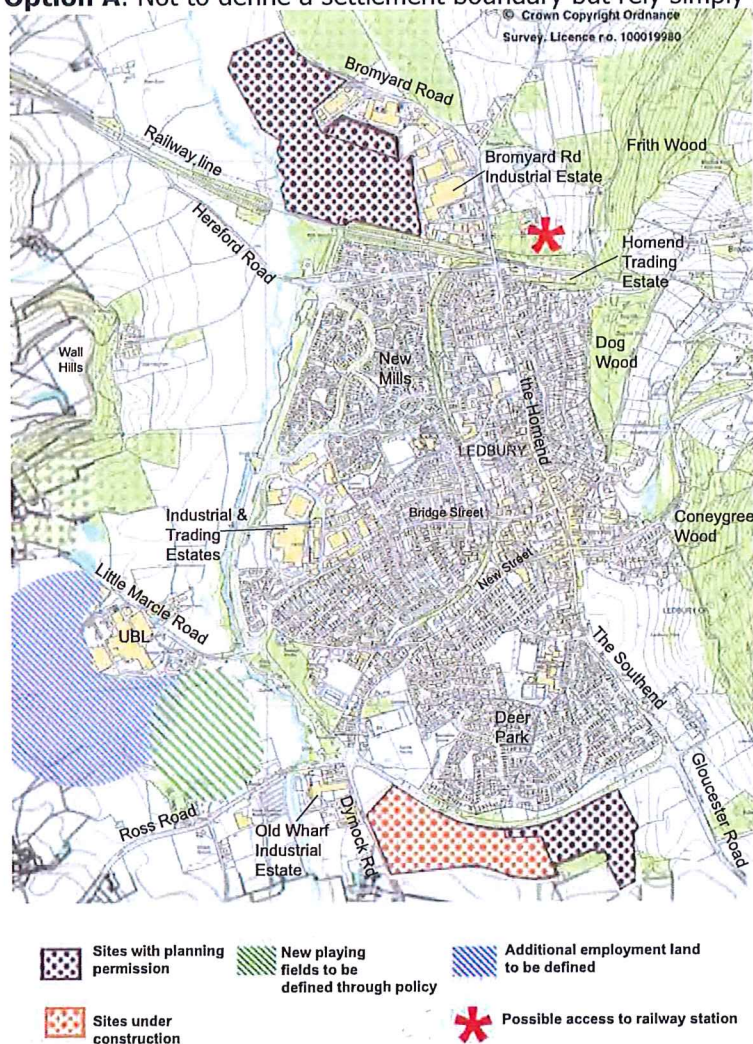 Option A: Not to define a settlement boundary but rely simply
© Crown Copyright Ordnance
Survey. Licence no. 100019980
Bromyard Road
Railway line
Frith Wood
Bromyard Rd
Industrial Estate
Hereford Road
Homend
Trading
Estate
Wall
Hills
New
Mills
Dog
Wood
the Homend
LEDBURY
Industrial &
Trading
Estates
Bridge Street
Coneygree
Wood
New Street
Little Marcle Road
UBL
The Southend
Deer
Park
Gloucester Road
Ross Road
Old Wharf
Industrial
Estate
Dymock Rd
Sites with planning
permission
New playing
fields to be
defined through policy
Additional employment land
to be defined
Sites under
construction
Possible access to railway station